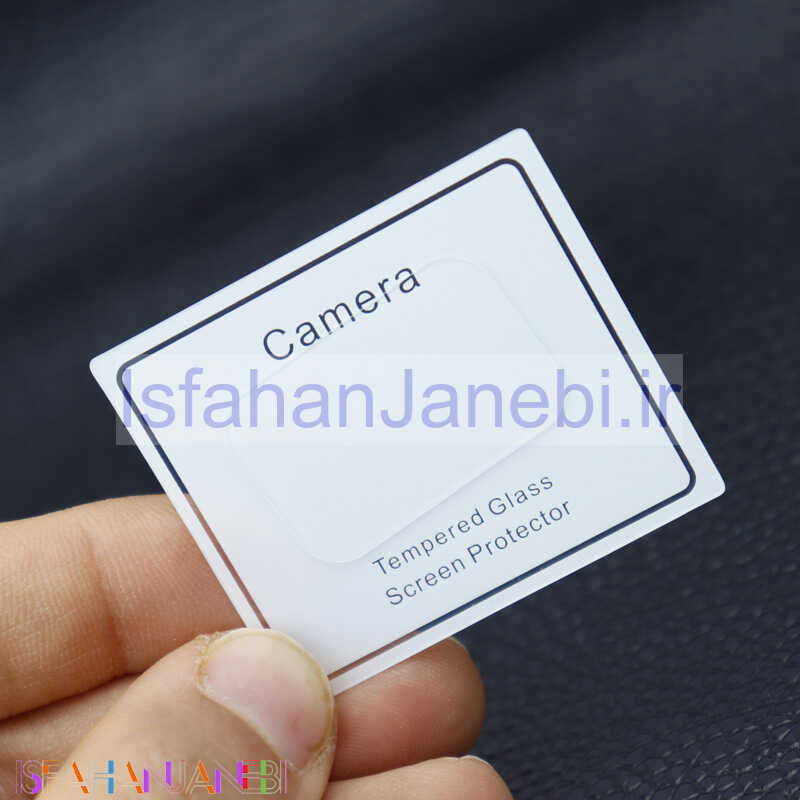 Camera
IsfahanJanebi.ir
Tempered Glass
Screen Protector
ISFAHANJANEBI